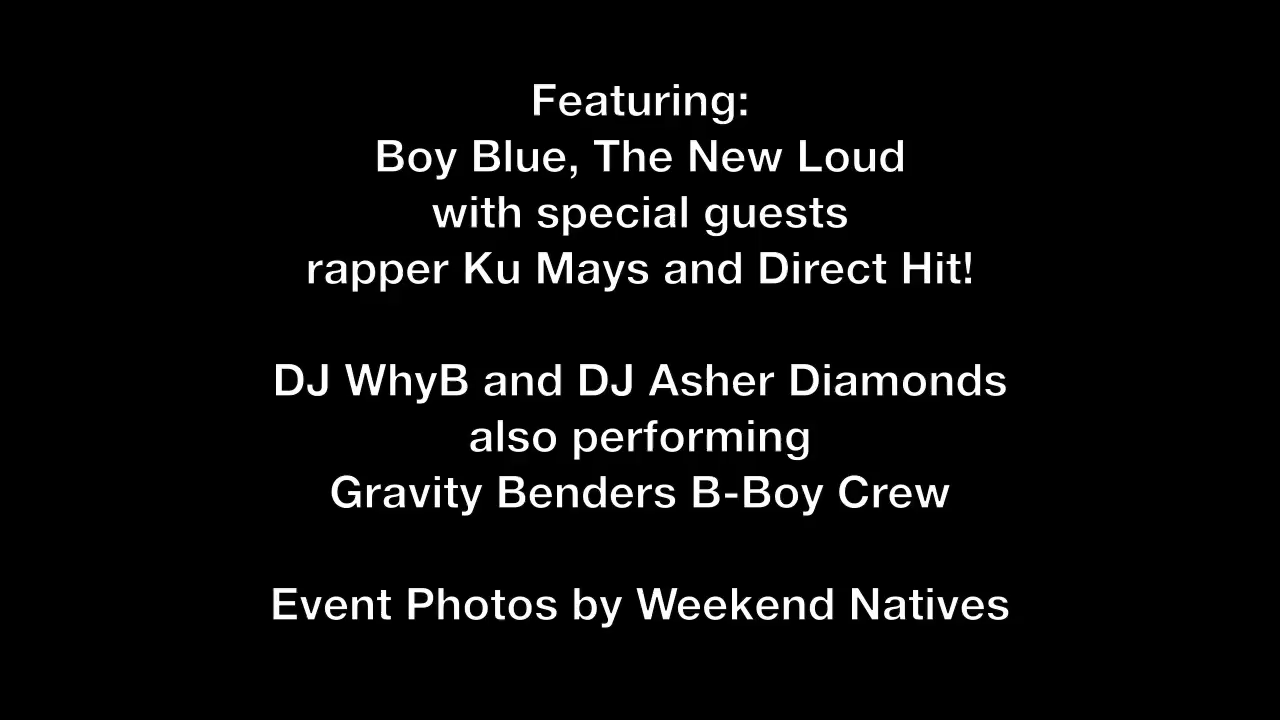 Featuring:
Boy Blue, The New Loud
with special guests
rapper Ku Mays and Direct Hit!
DJ WhyB and DJ Asher Diamonds
also performing
Gravity Benders B-Boy Crew
Event Photos by Weekend Natives